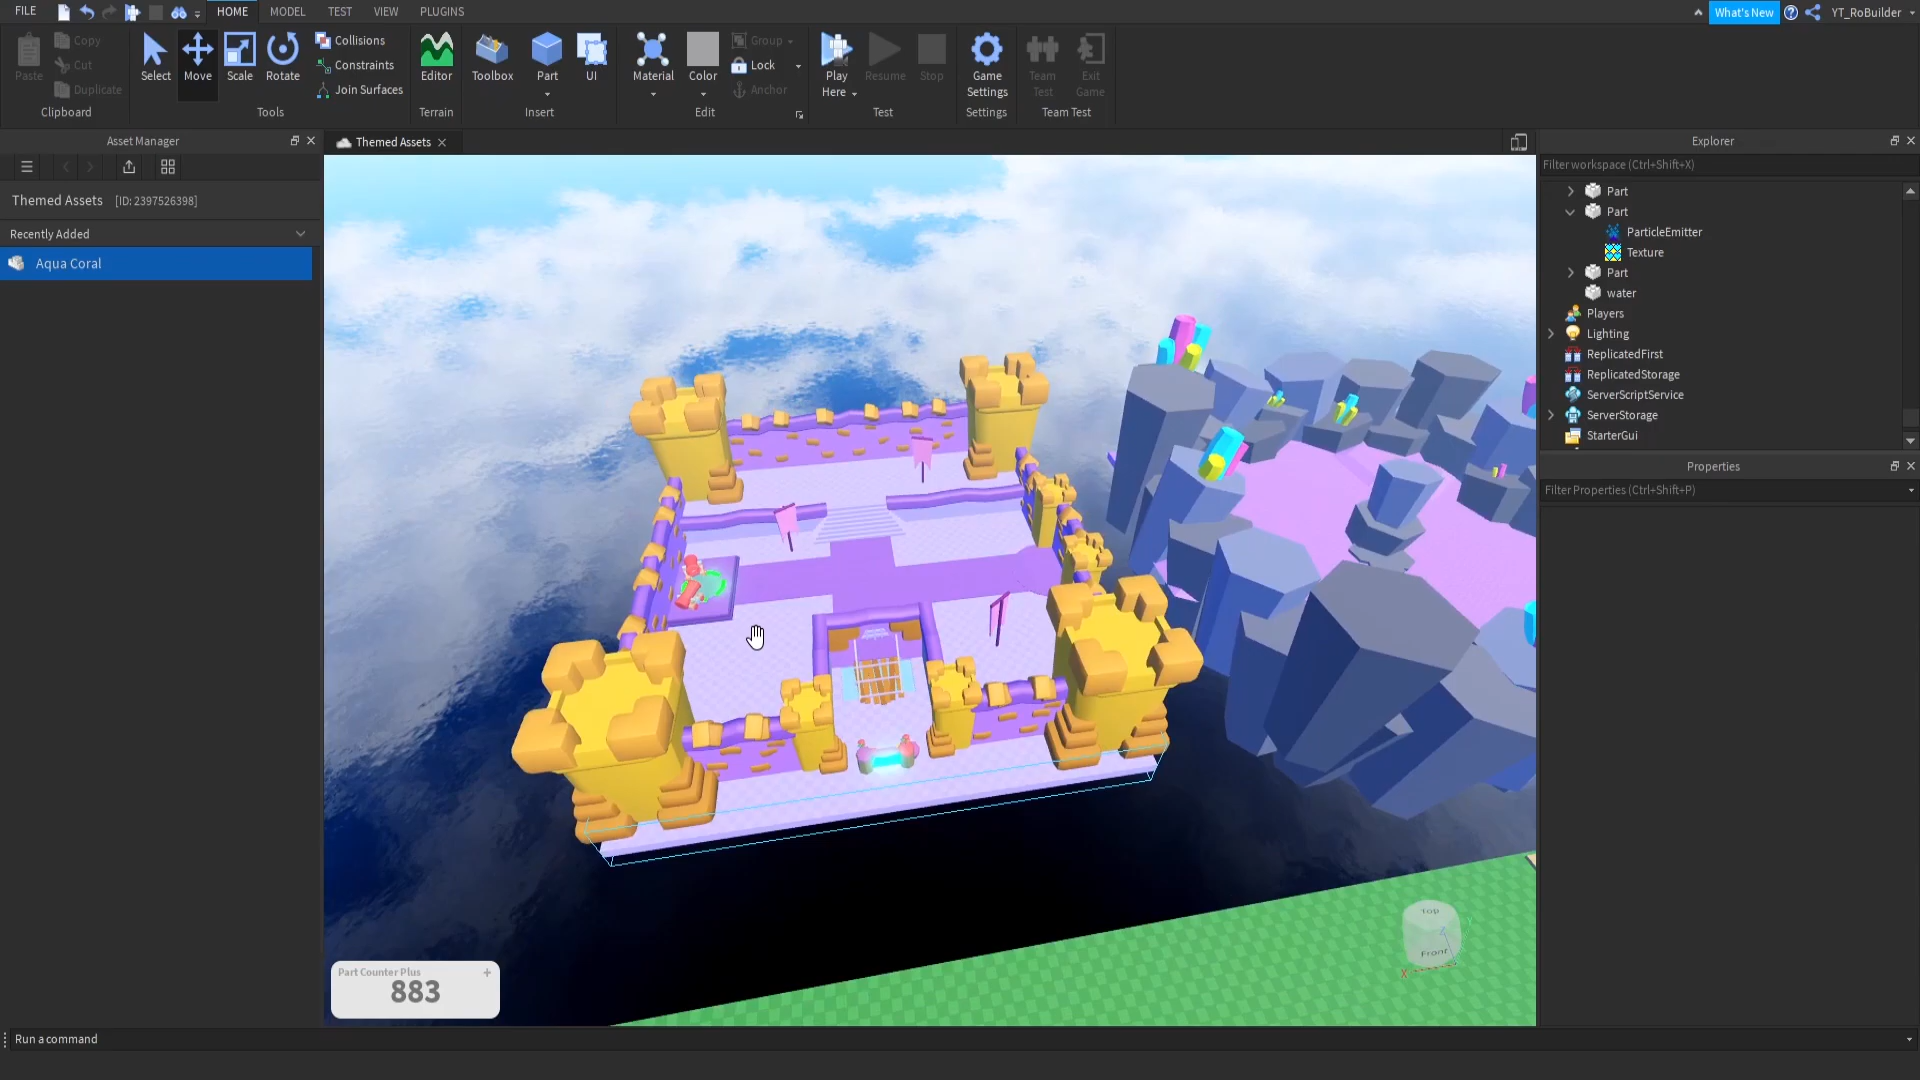 FILE
HOME
MODEL
TEST
VIEW
PLUGINS
What's New
YT_RoBuilder
Paste
Copy
Cut
Duplicate
Clipboard
Select
Move
Scale
Rotate
Collisions
Constraints
Join Surfaces
Tools
Editor
Terrain
Toolbox
Part
UI
Insert
Material
Color
Group
Lock
Anchor
Edit
Play
Here
Resume
Stop
Test
Game
Settings
Settings
Team
Test
Exit
Game
Team Test
Asset Manager
Themed Assets [ID: 2397526398]
Recently Added
Aqua Coral
Themed Assets
Top
Front
X
Part Counter Plus +
883
Explorer
Filter workspace (Ctrl+Shift+X)
Part
Part
ParticleEmitter
Texture
Part
water
Players
Lighting
ReplicatedFirst
ReplicatedStorage
ServerScriptService
ServerStorage
StarterGui
Properties
Filter Properties (Ctrl+Shift+P)
Run a command